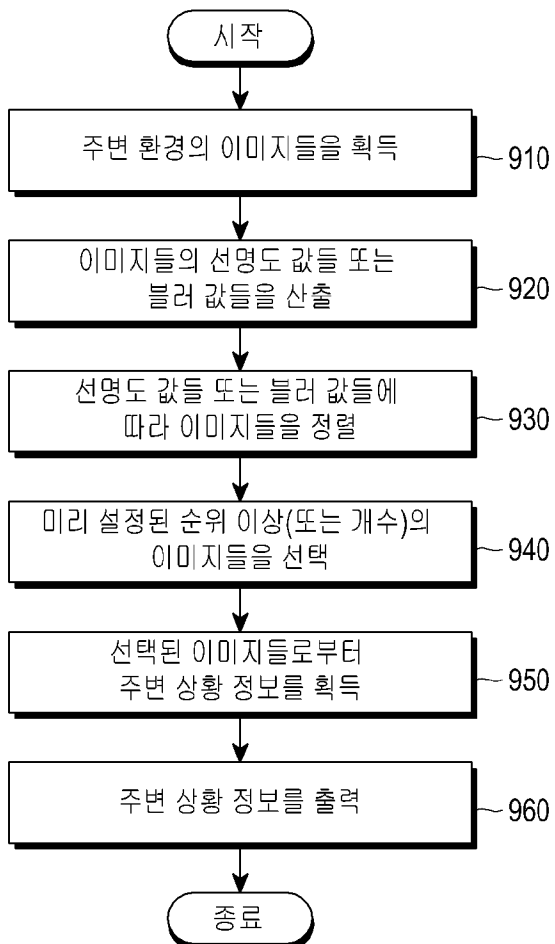 시작
주변 환경의 이미지들을 획득
910
이미지들의 선명도 값들 또는
블러 값들을 산출
920
선명도 값들 또는 블러 값들에
따라 이미지들을 정렬
930
미리 설정된 순위 이상(또는 개수)의
이미지들을 선택
940
선택된 이미지들로부터
주변 상황 정보를 획득
950
주변 상황 정보를 출력
960
종료